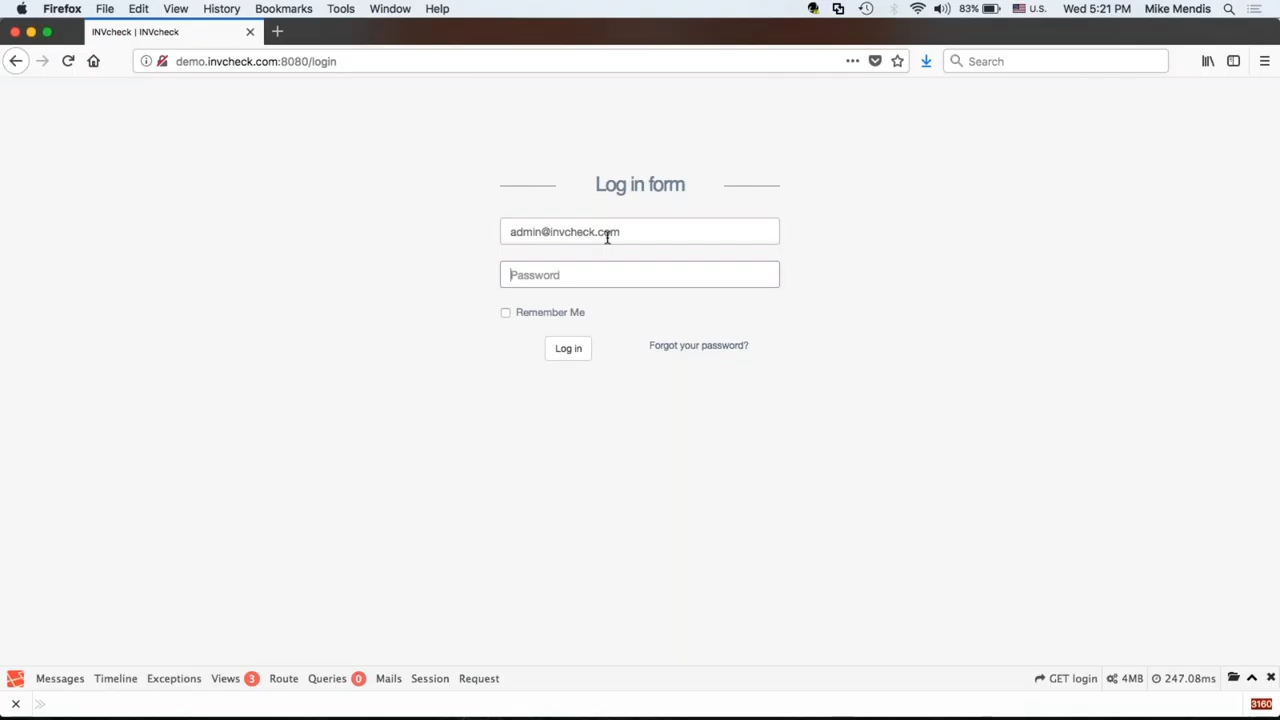 Firefox File Edit View History Bookmarks Tools Window Help 83% U.S. Wed 5:21 PM Mike Mendis
INVcheck | INVcheck
demo.invcheck.com:8080/login Search
Log in form
admin@invcheck.com
Password
Remember Me
Log in Forgot your password?
Messages Timeline Exceptions Views 3 Route Queries 0 Mails Session Request GET login 4MB 247.08ms
3160